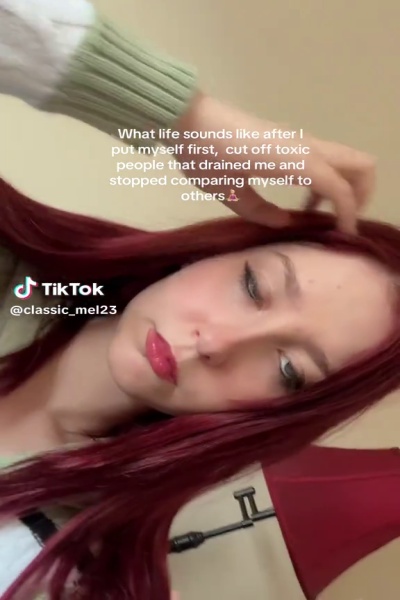 What life sounds like after I
put myself first,  cut off toxic
people that drained me and
stopped comparing myself to
others🧘🏻‍♀️
TikTok
@classic_mel23